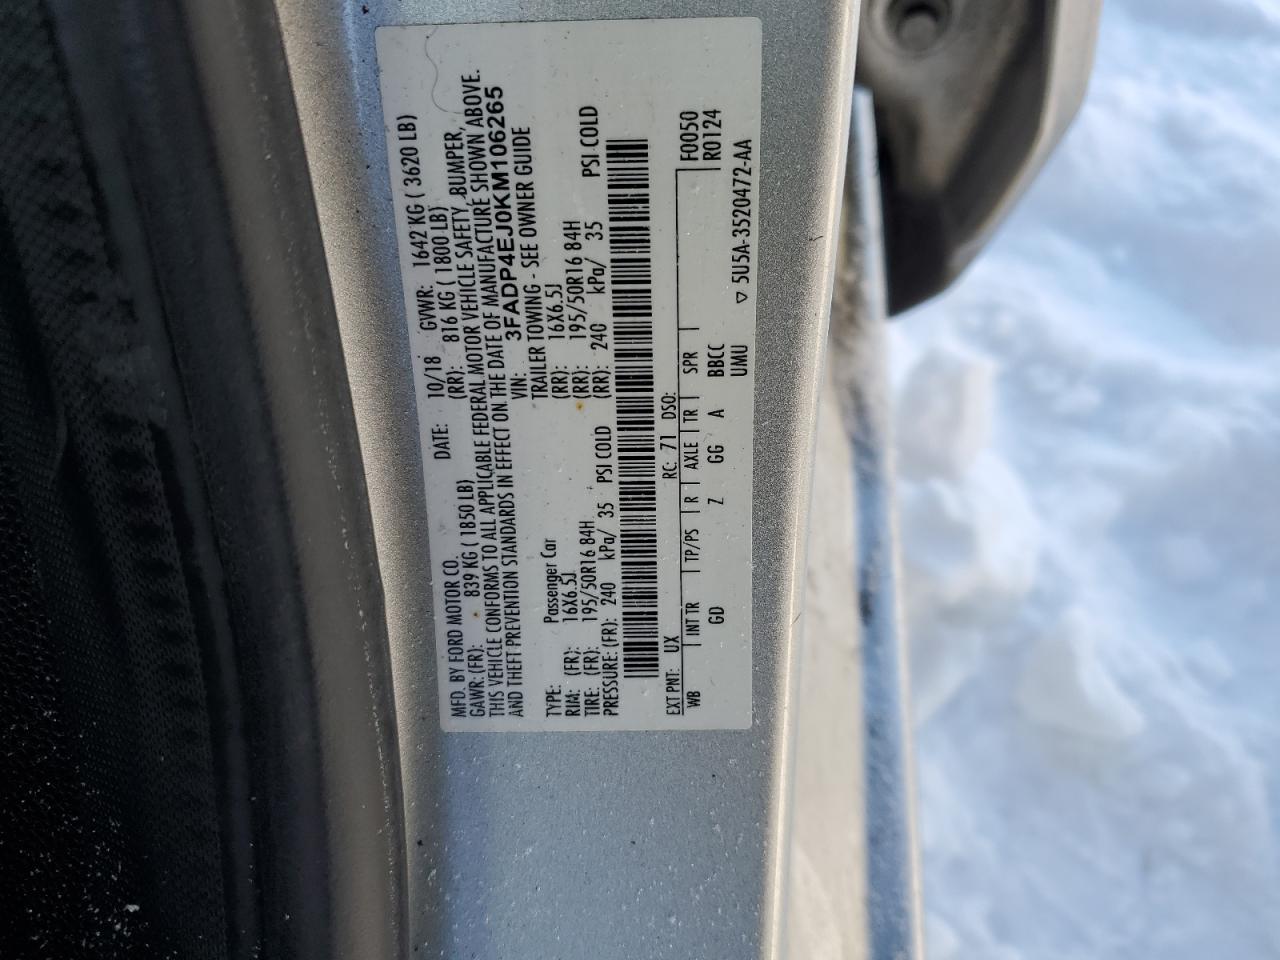 MFD. BY FORD MOTOR CO. DATE: 10/18 GVWR: 1642 KG ( 3620 LB)
GAWR: (FR): 839 KG ( 1850 LB) (RR): 816 KG ( 1800 LB)
THIS VEHICLE CONFORMS TO ALL APPLICABLE FEDERAL MOTOR VEHICLE SAFETY, BUMPER,
AND THEFT PREVENTION STANDARDS IN EFFECT ON THE DATE OF MANUFACTURE SHOWN ABOVE.
VIN: 3FADP4EJ0KM106265
TYPE: Passenger Car TRAILER TOWING - SEE OWNER GUIDE
RIM: (FR): 16X6.5J (RR): 16X6.5J
TIRE: (FR): 195/50R16 84H (RR): 195/50R16 84H
PRESSURE: (FR): 240 kPa/ 35 PSI COLD (RR): 240 kPa/ 35 PSI COLD
EXT PNT: UX RC: 71 DSO: F0050
WB INT TR TP/PS R AXLE TR SPR R0124
GD Z GG A BBCC
UMU 5U5A-3520472-AA